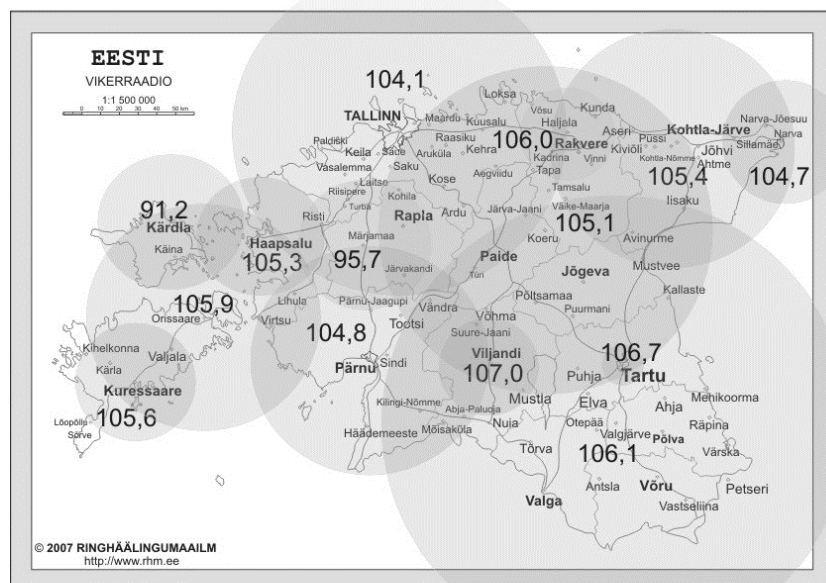 EESTI
VIKERRAADIO
1:1 500 000
104,1
TALLINN
Loksa
Maardu
Kuusalu
Võsu
Haljala
Kunda
Paldiski
Keila
Saue
Saku
Vasalemma
Raasiku
Aruküla
Kehra
106,0
Rakvere
Kadrina
Vinni
Tapa
Aseri
Kiviõli
Püssi
Kohtla-Järve
Kohtla-Nõmme
Jõhvi
Ahtme
Narva-Jõesuu
Narva
Sillamäe
105,4
104,7
Iisaku
Laitse
Riisipere
Turba
Kohila
Kose
Aegviidu
Tamsalu
Väike-Maarja
91,2
Kärdla
Käina
Risti
Haapsalu
105,3
Rapla
Ardu
Järva-Jaani
105,1
Koeru
Avinurme
Märjamaa
95,7
Järvakandi
Paide
Türi
Jõgeva
Mustvee
Kallaste
105,9
Orissaare
Lihula
Virtsu
Pärnu-Jaagupi
Vändra
Põltsamaa
Puurmani
104,8
Tootsi
Võhma
Suure-Jaani
Kihelkonna
Kärla
Valjala
Kuressaare
105,6
Lõopõllo
Sõrve
Pärnu
Sindi
Viljandi
107,0
Mustla
106,7
Tartu
Puhja
Elva
Kilingi-Nõmme
Abja-Paluoja
Nuia
Häädemeeste
Mõisaküla
Tõrva
Otepää
Valgjärve
106,1
Ahja
Mehikoorma
Räpina
Põlva
Värska
Antsla
Valga
Võru
Petseri
Vastseliina
© 2007 RINGHÄÄLINGUMAAILM
http://www.rhm.ee